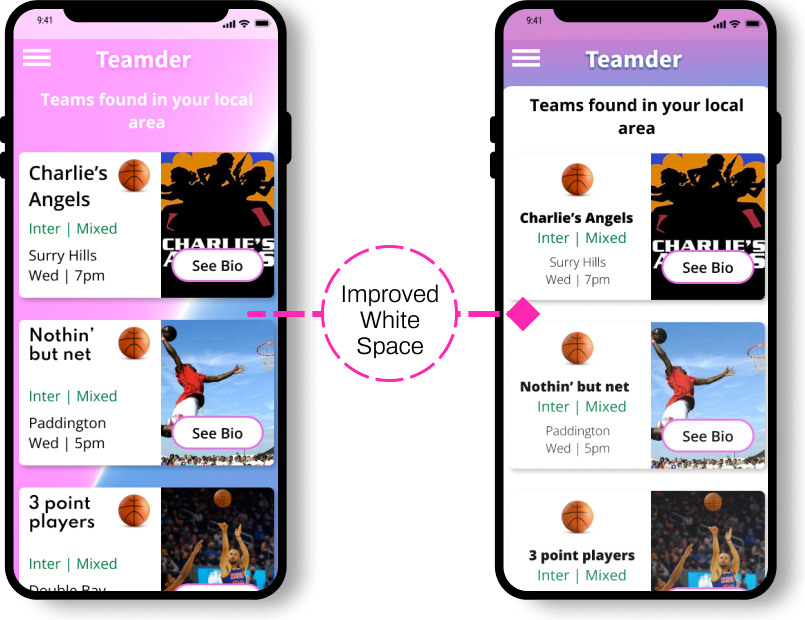 9:41
Teamder
Teams found in your local
area
Charlie's
Angels
Inter | Mixed
Surry Hills
Wed | 7pm
CHARLIE'S
See Bio
Nothin'
but net
Inter | Mixed
Paddington
Wed | 5pm
See Bio
3 point
players
Inter | Mixed
Double Bay
Improved
White
Space
9:41
Teamder
Teams found in your local
area
Charlie's Angels
Inter | Mixed
Surry Hills
Wed | 7pm
CHARLIE'S
See Bio
Nothin' but net
Inter | Mixed
Paddington
Wed | 5pm
See Bio
3 point players
Inter | Mixed